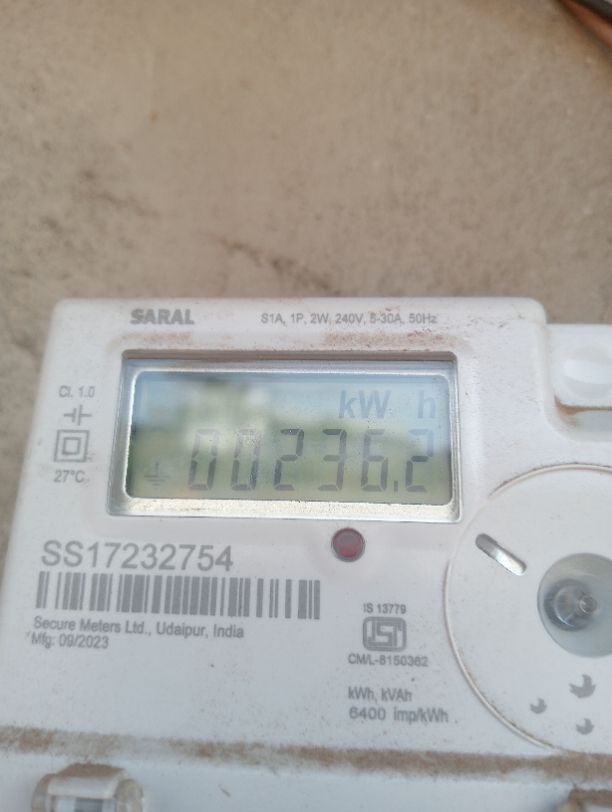 SARAL
S1A, 1P, 2W, 240V, 5-30A, 50Hz
Cl. 1.0
kW h
00236.2
27°C
SS17232754
Secure Meters Ltd., Udaipur, India
Mfg: 09/2023
IS 13779
CM/L-8150362
kWh, kVAh
6400 imp/kWh